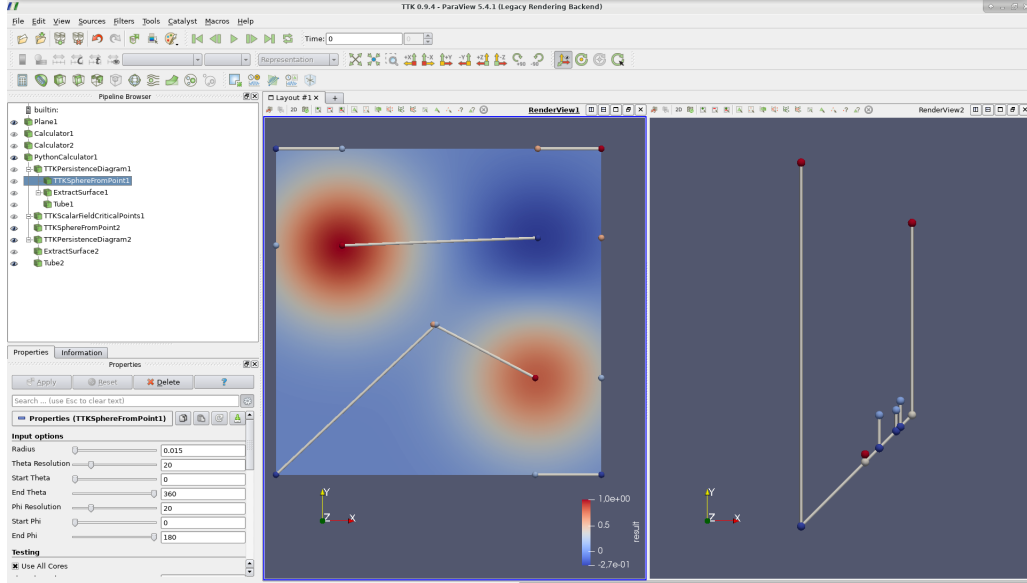 TTK 0.9.4 - ParaView 5.4.1 (Legacy Rendering Backend)
File Edit View Sources Filters Tools Catalyst Macros Help
Time: 0 0
Representation
Pipeline Browser
builtin:
Plane1
Calculator1
Calculator2
PythonCalculator1
TTKPersistenceDiagram1
TTKSphereFromPoint1
ExtractSurface1
Tube1
TTKScalarFieldCriticalPoints1
TTKSphereFromPoint2
TTKPersistenceDiagram2
ExtractSurface2
Tube2
Properties Information
Properties
Apply Reset Delete ?
Search ... (use Esc to clear text)
Properties (TTKSphereFromPoint1)
Input options
Radius 0.015
Theta Resolution 20
Start Theta 0
End Theta 360
Phi Resolution 20
Start Phi 0
End Phi 180
Testing
Use All Cores
Layout #1 × +
2D RenderView1
Y
Z X
1.0e+00
0.5
0
-2.7e-01
result
2D RenderView2
Y
Z X